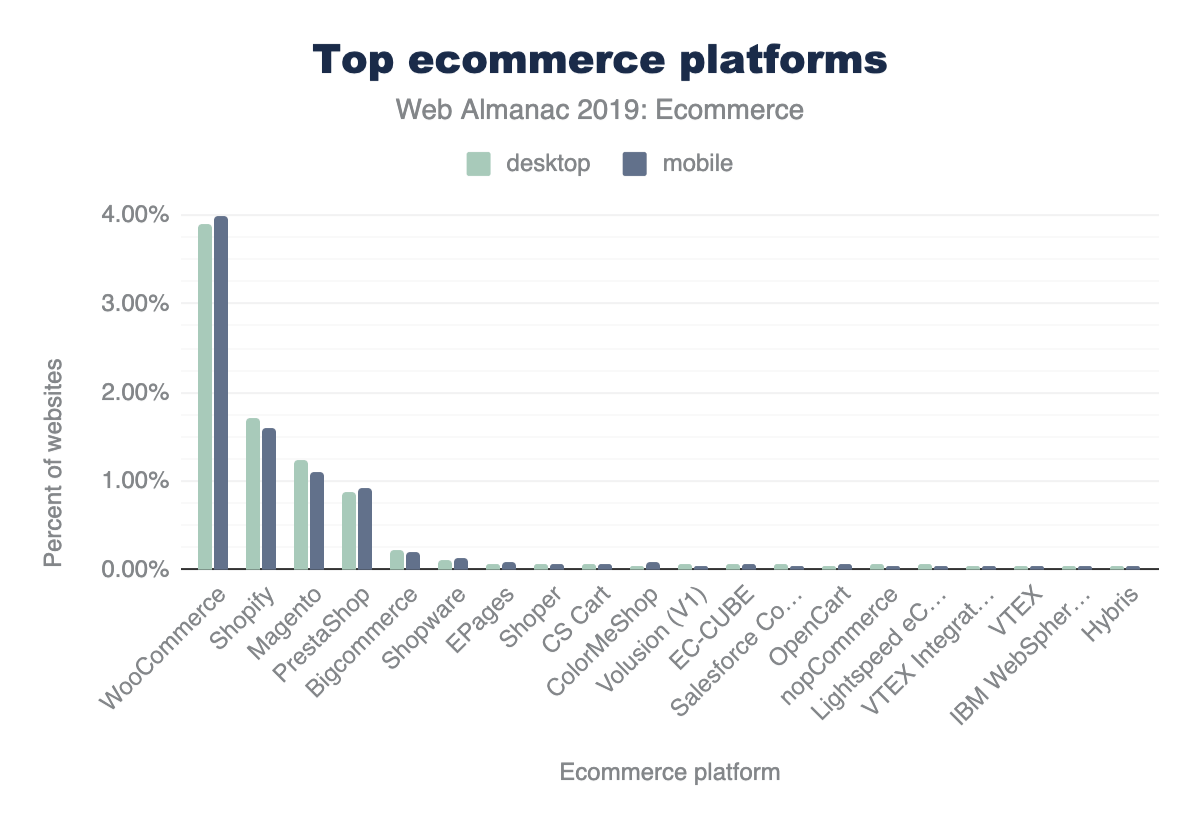 Top ecommerce platforms
Web Almanac 2019: Ecommerce
desktop
mobile
4.00%
3.00%
2.00%
1.00%
0.00%
Percent of websites
WooCommerce
Shopify
Magento
PrestaShop
Bigcommerce
Shopware
EPages
Shoper
CS Cart
ColorMeShop
Volusion (V1)
EC-CUBE
Salesforce Co…
OpenCart
nopCommerce
Lightspeed eC…
VTEX Integrat…
VTEX
IBM WebSpher…
Hybris
Ecommerce platform